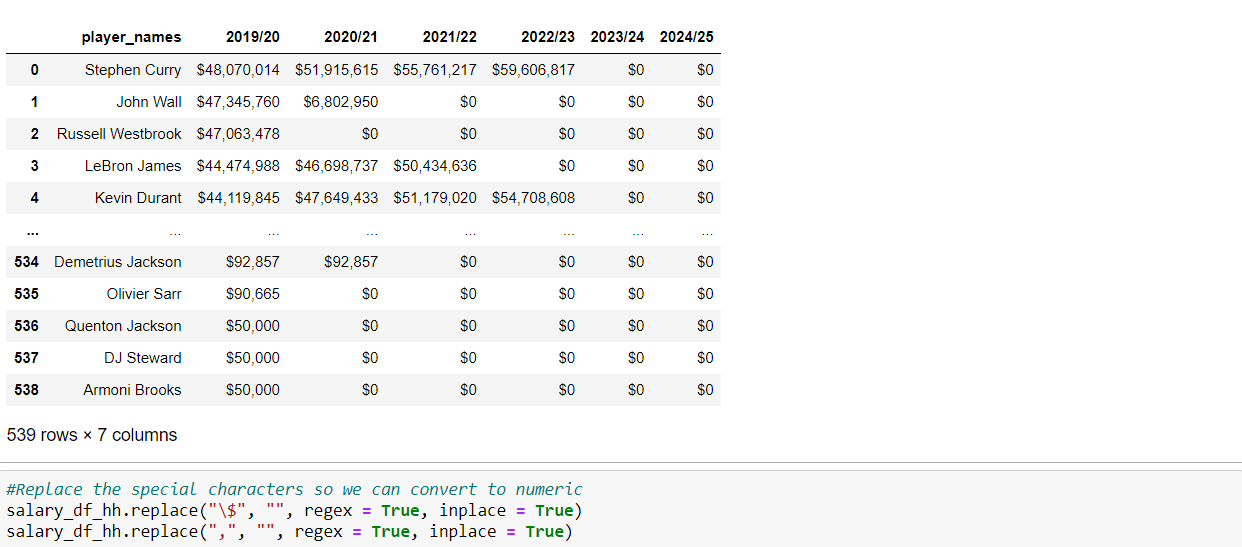 player_names 2019/20 2020/21 2021/22 2022/23 2023/24 2024/25
0 Stephen Curry $48,070,014 $51,915,615 $55,761,217 $59,606,817 $0 $0
1 John Wall $47,345,760 $6,802,950 $0 $0 $0 $0
2 Russell Westbrook $47,063,478 $0 $0 $0 $0 $0
3 LeBron James $44,474,988 $46,698,737 $50,434,636 $0 $0 $0
4 Kevin Durant $44,119,845 $47,649,433 $51,179,020 $54,708,608 $0 $0
... ... ... ... ... ... ... ...
534 Demetrius Jackson $92,857 $92,857 $0 $0 $0 $0
535 Olivier Sarr $90,665 $0 $0 $0 $0 $0
536 Quenton Jackson $50,000 $0 $0 $0 $0 $0
537 DJ Steward $50,000 $0 $0 $0 $0 $0
538 Armoni Brooks $50,000 $0 $0 $0 $0 $0
539 rows × 7 columns
#Replace the special characters so we can convert to numeric
salary_df_hh.replace("\$", "", regex = True, inplace = True)
salary_df_hh.replace(",", "", regex = True, inplace = True)